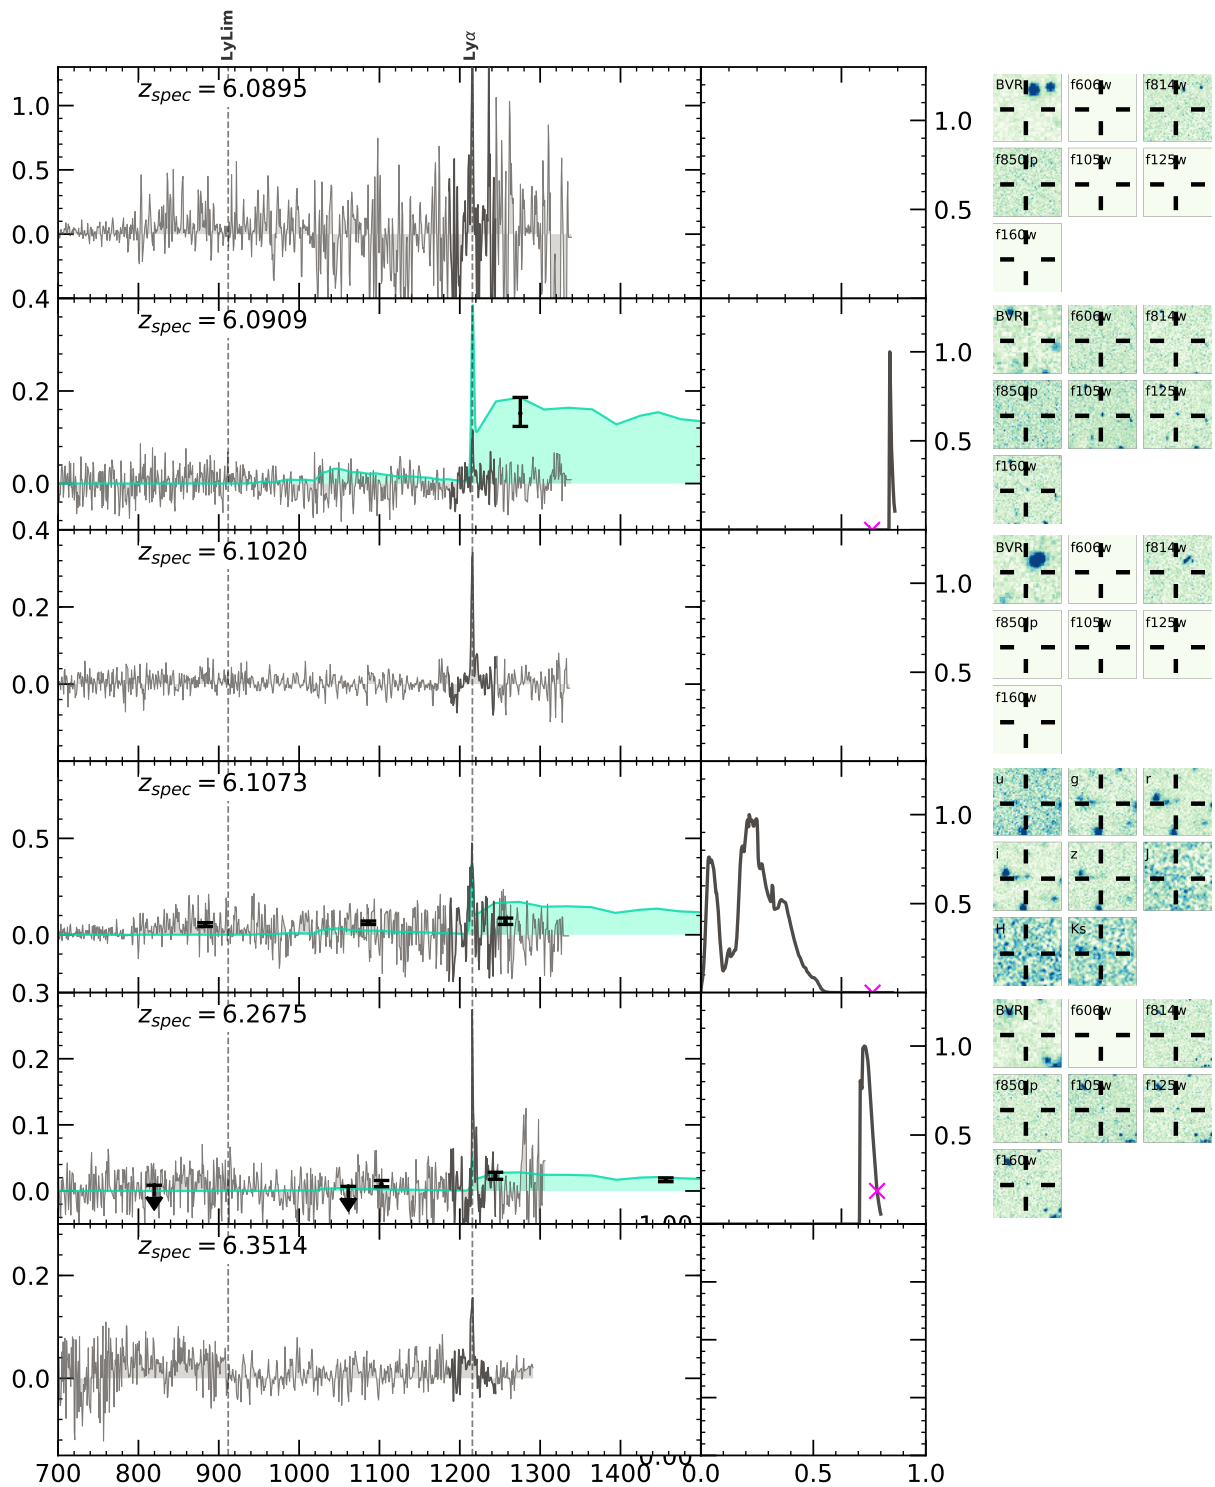 LyLim
Lyα
z_spec = 6.0895
1.0
0.5
0.0
1.0
0.5
BVR f606w f814w
f850lp f105w f125w
f160w
z_spec = 6.0909
0.4
0.2
0.0
1.0
0.5
BVR f606w f814w
f850lp f105w f125w
f160w
z_spec = 6.1020
0.4
0.2
0.0
1.0
0.5
BVR f606w f814w
f850lp f105w f125w
f160w
z_spec = 6.1073
0.5
0.0
1.0
0.5
u g r
i z J
H Ks
z_spec = 6.2675
0.3
0.2
0.1
0.0
1.0
0.5
1.00
BVR f606w f814w
f850lp f105w f125w
f160w
z_spec = 6.3514
0.2
0.0
0.00
700 800 900 1000 1100 1200 1300 1400 0.0 0.5 1.0